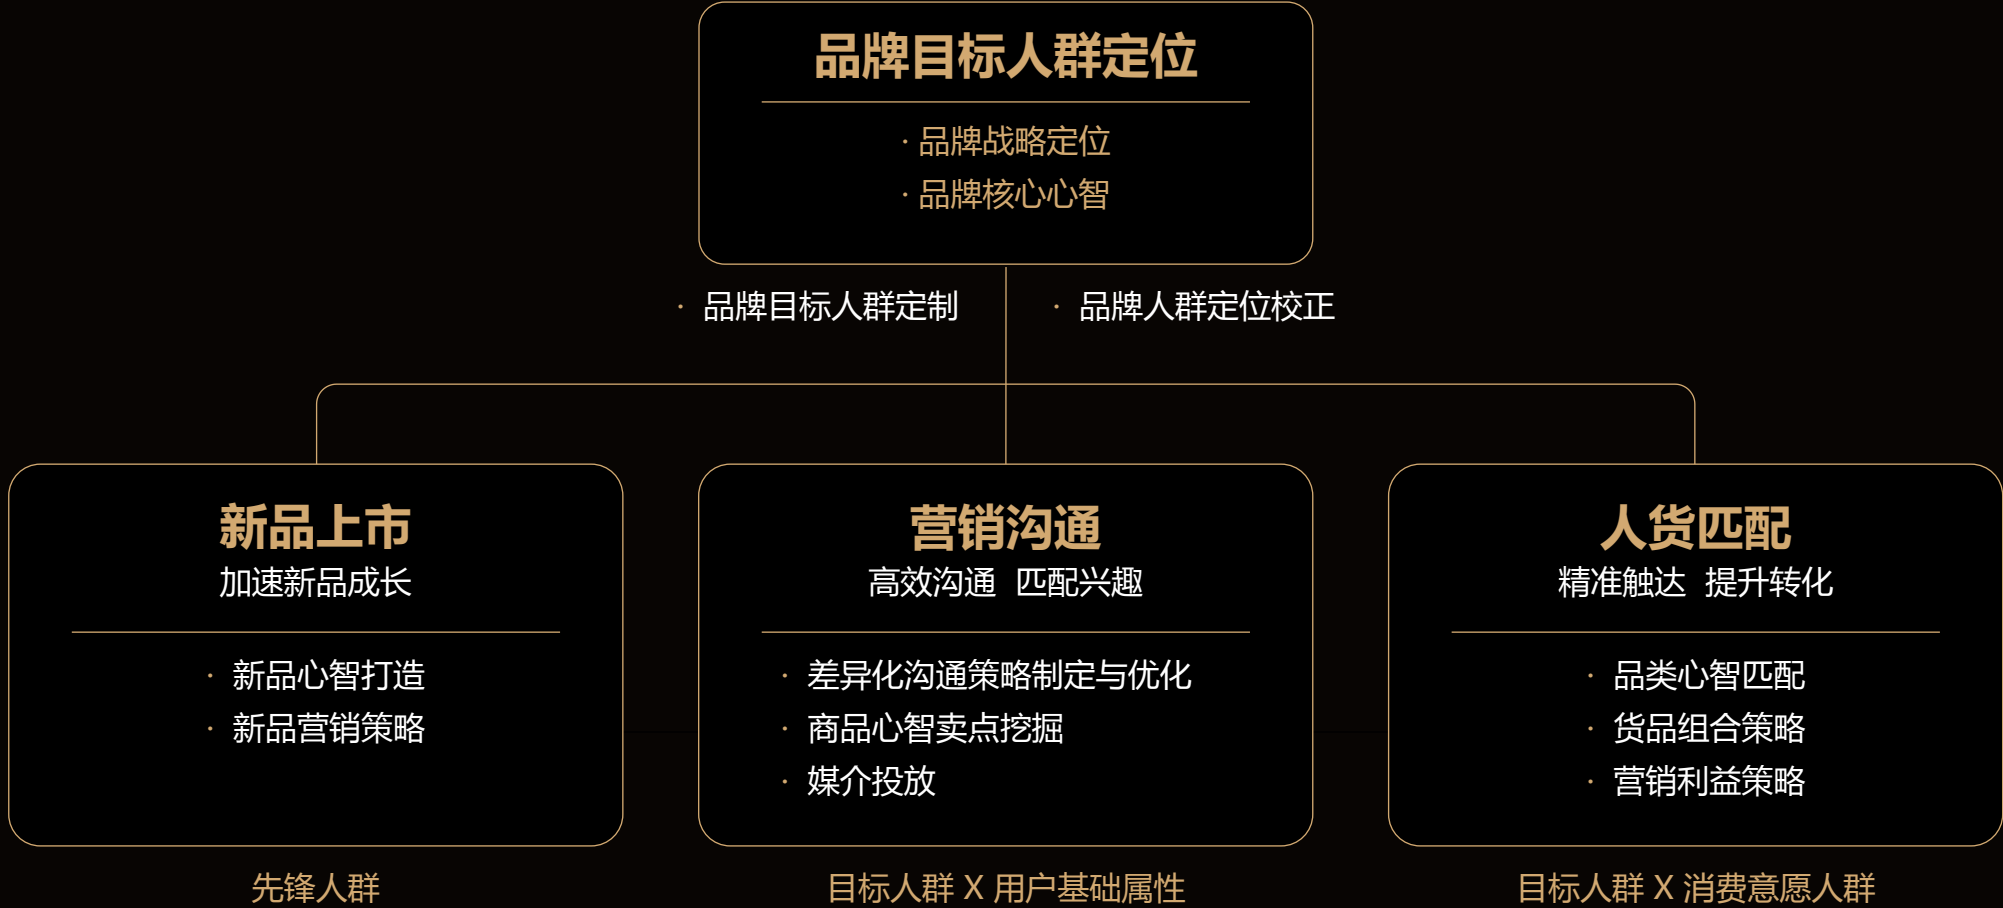 品牌目标人群定位
· 品牌战略定位
· 品牌核心心智
· 品牌目标人群定制
· 品牌人群定位校正
新品上市
加速新品成长
· 新品心智打造
· 新品营销策略
先锋人群
营销沟通
高效沟通 匹配兴趣
· 差异化沟通策略制定与优化
· 商品心智卖点挖掘
· 媒介投放
目标人群 X 用户基础属性
人货匹配
精准触达 提升转化
· 品类心智匹配
· 货品组合策略
· 营销利益策略
目标人群 X 消费意愿人群